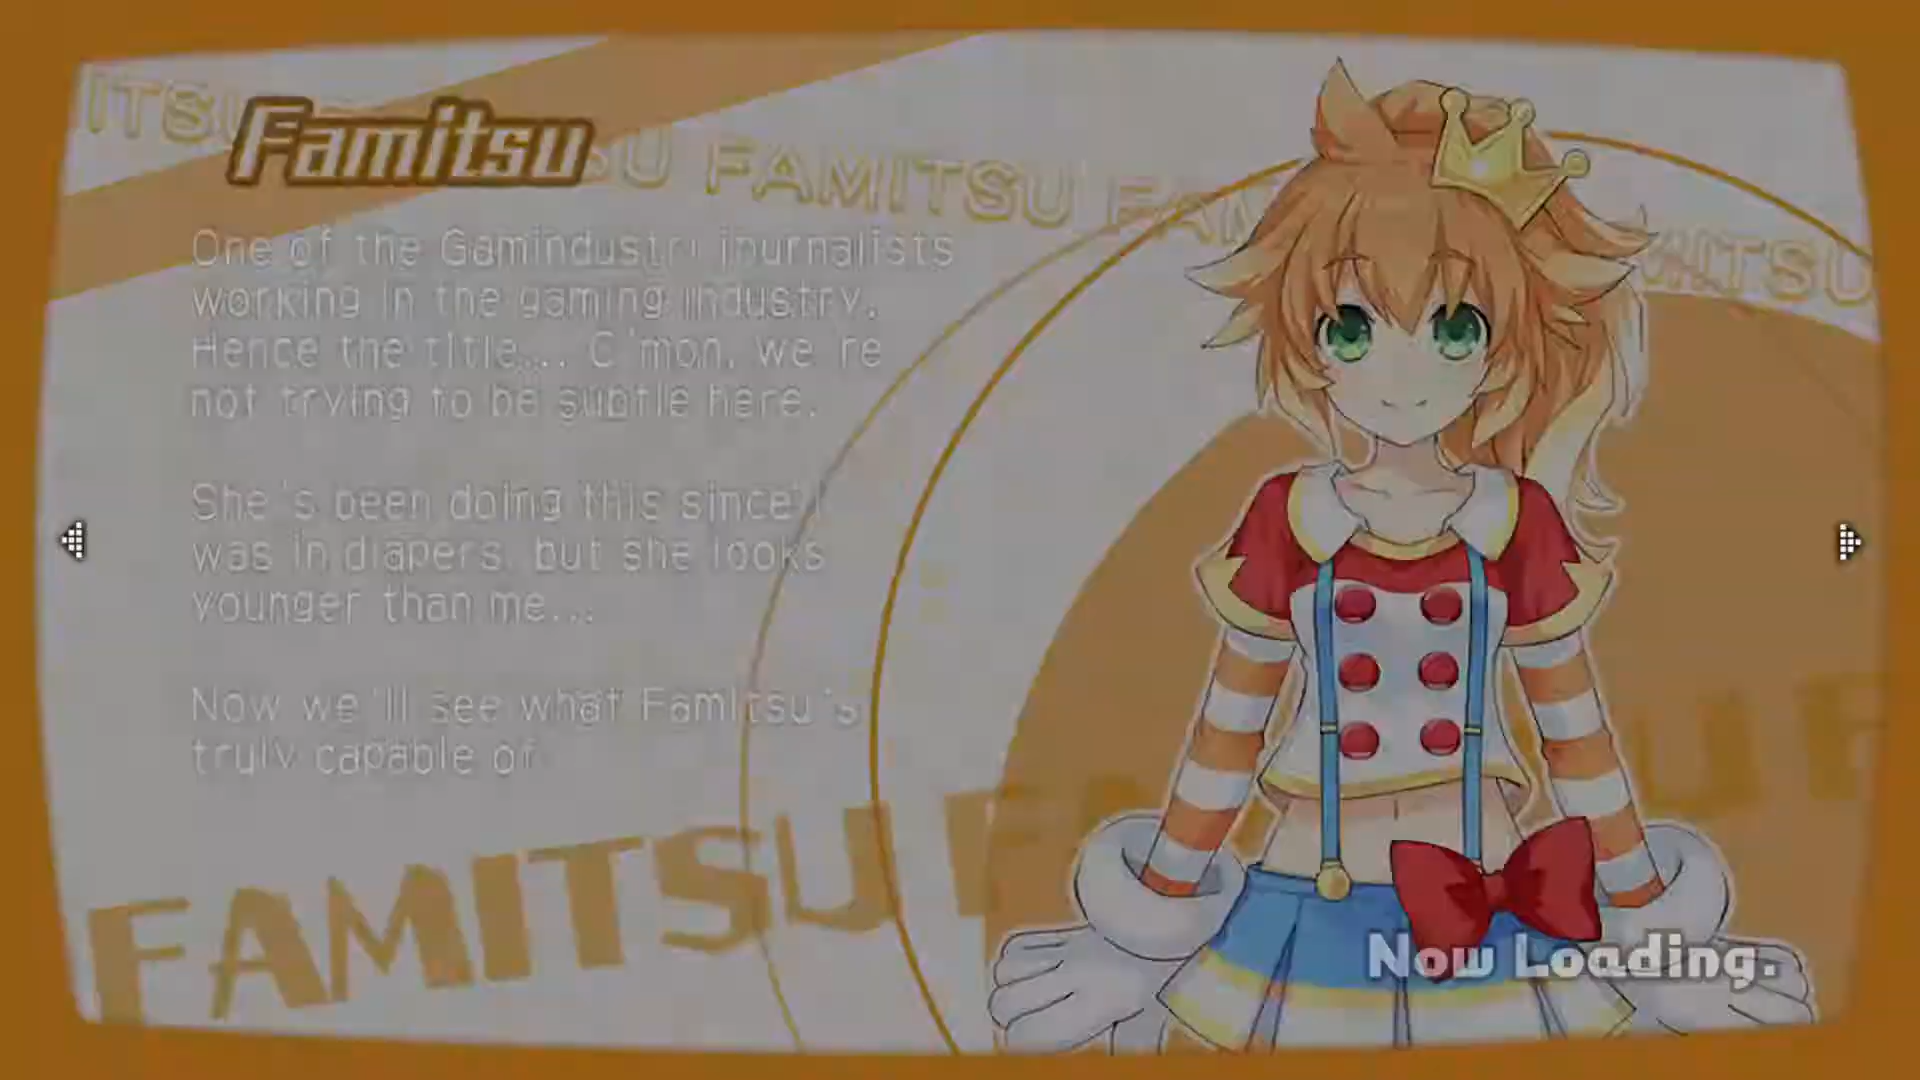 ITSU FAMITSU FAMITSU
Famitsu
One of the Gamindustri journalists
working in the gaming industry.
Hence the title... C'mon, we're
not trying to be subtle here.
She's been doing this since I
was in diapers, but she looks
younger than me...
Now we'll see what Famitsu's
truly capable of.
FAMITSU
Now Loading.